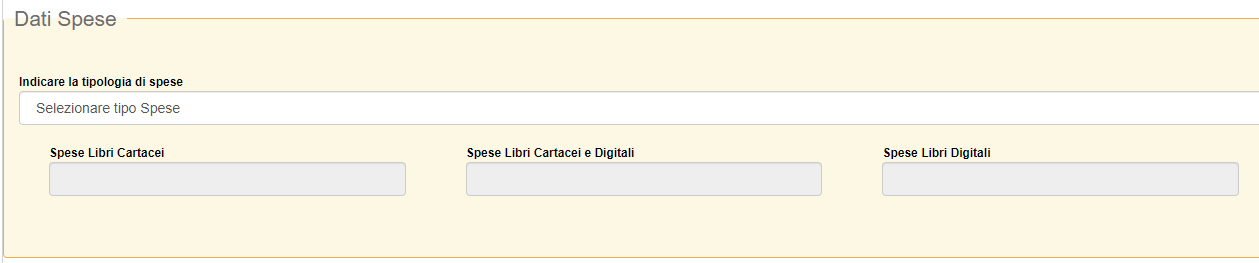 Dati Spese
Indicare la tipologia di spese
Selezionare tipo Spese
Spese Libri Cartacei
Spese Libri Cartacei e Digitali
Spese Libri Digitali